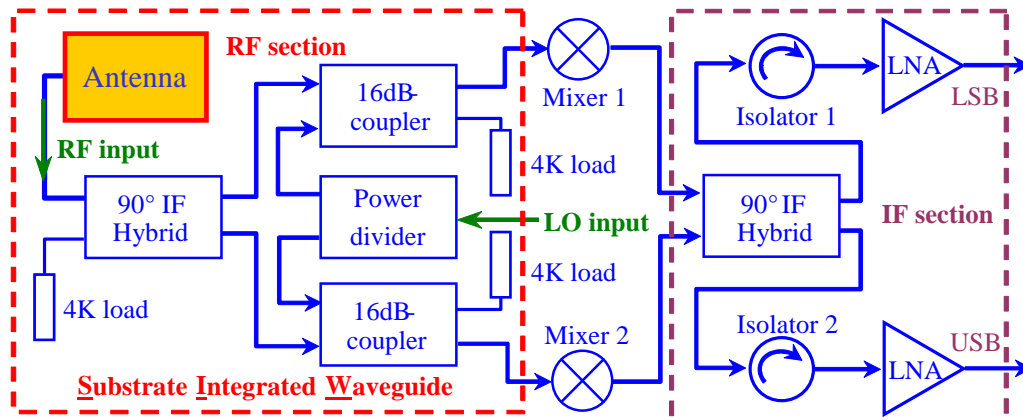 RF section
Antenna
RF input
90° IF
Hybrid
4K load
16dB-
coupler
4K load
Power
divider
LO input
4K load
16dB-
coupler
Substrate Integrated Waveguide
Mixer 1
Mixer 2
90° IF
Hybrid
IF section
Isolator 1
LNA
LSB
Isolator 2
LNA
USB